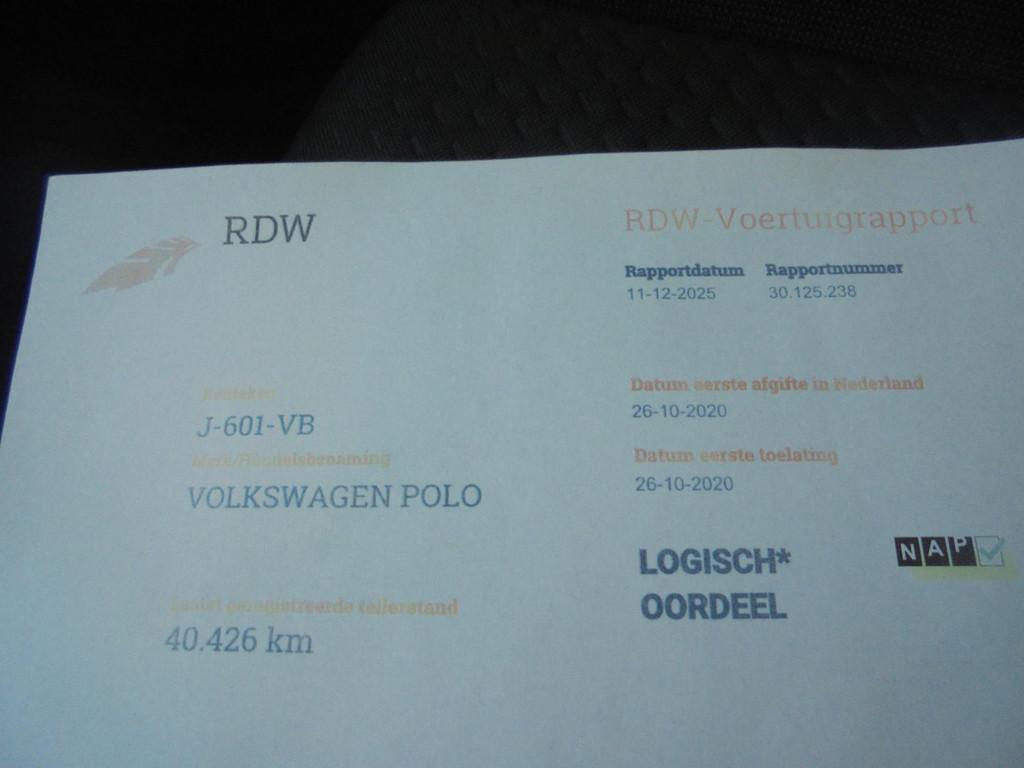 RDW
RDW-Voertuigrapport
Rapportdatum Rapportnummer
11-12-2025 30.125.238
Kenteken
J-601-VB
Merk/Handelsbenaming
VOLKSWAGEN POLO
Laatst geregistreerde tellerstand
40.426 km
Datum eerste afgifte in Nederland
26-10-2020
Datum eerste toelating
26-10-2020
LOGISCH*
OORDEEL
NAP